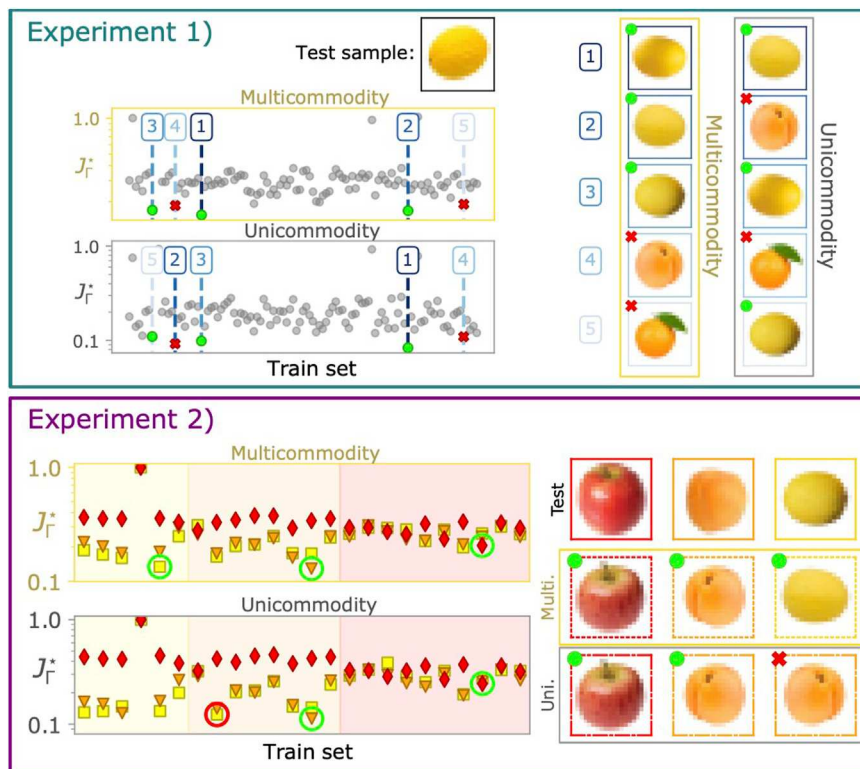 Experiment 1)
Test sample:
Multicommodity
1.0
J*Γ
3 4 1 2 5
Unicommodity
1.0
J*Γ
0.1
5 2 3 1 4
Train set
1
2
3
4
5
Multicommodity
Unicommodity
Experiment 2)
Multicommodity
1.0
J*Γ
0.1
Unicommodity
1.0
J*Γ
0.1
Train set
Test
Multi.
Uni.